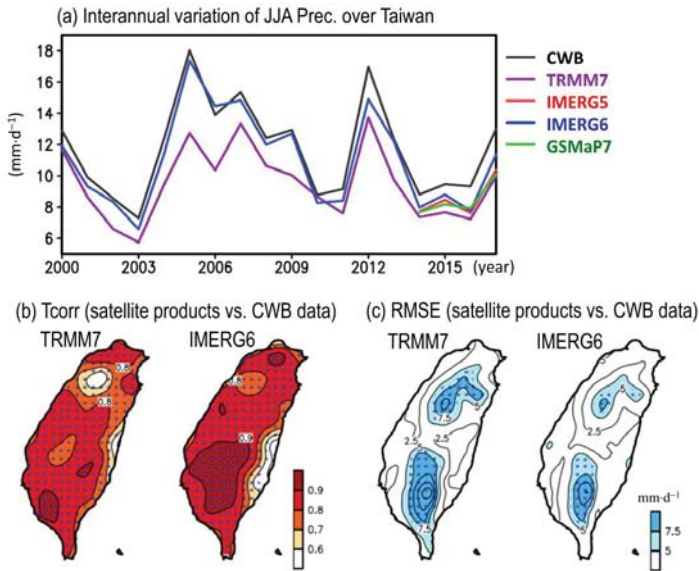 (a) Interannual variation of JJA Prec. over Taiwan
18
16
14
12
10
8
6
(mm·d⁻¹)
2000 2003 2006 2009 2012 2015 (year)
CWB
TRMM7
IMERG5
IMERG6
GSMaP7
(b) Tcorr (satellite products vs. CWB data)
TRMM7 IMERG6
0.8
0.8
0.8
0.9
0.9
0.8
0.7
0.6
(c) RMSE (satellite products vs. CWB data)
TRMM7 IMERG6
5
7.5
2.5
2.5
7.5
5
2.5
5
mm·d⁻¹
7.5
5